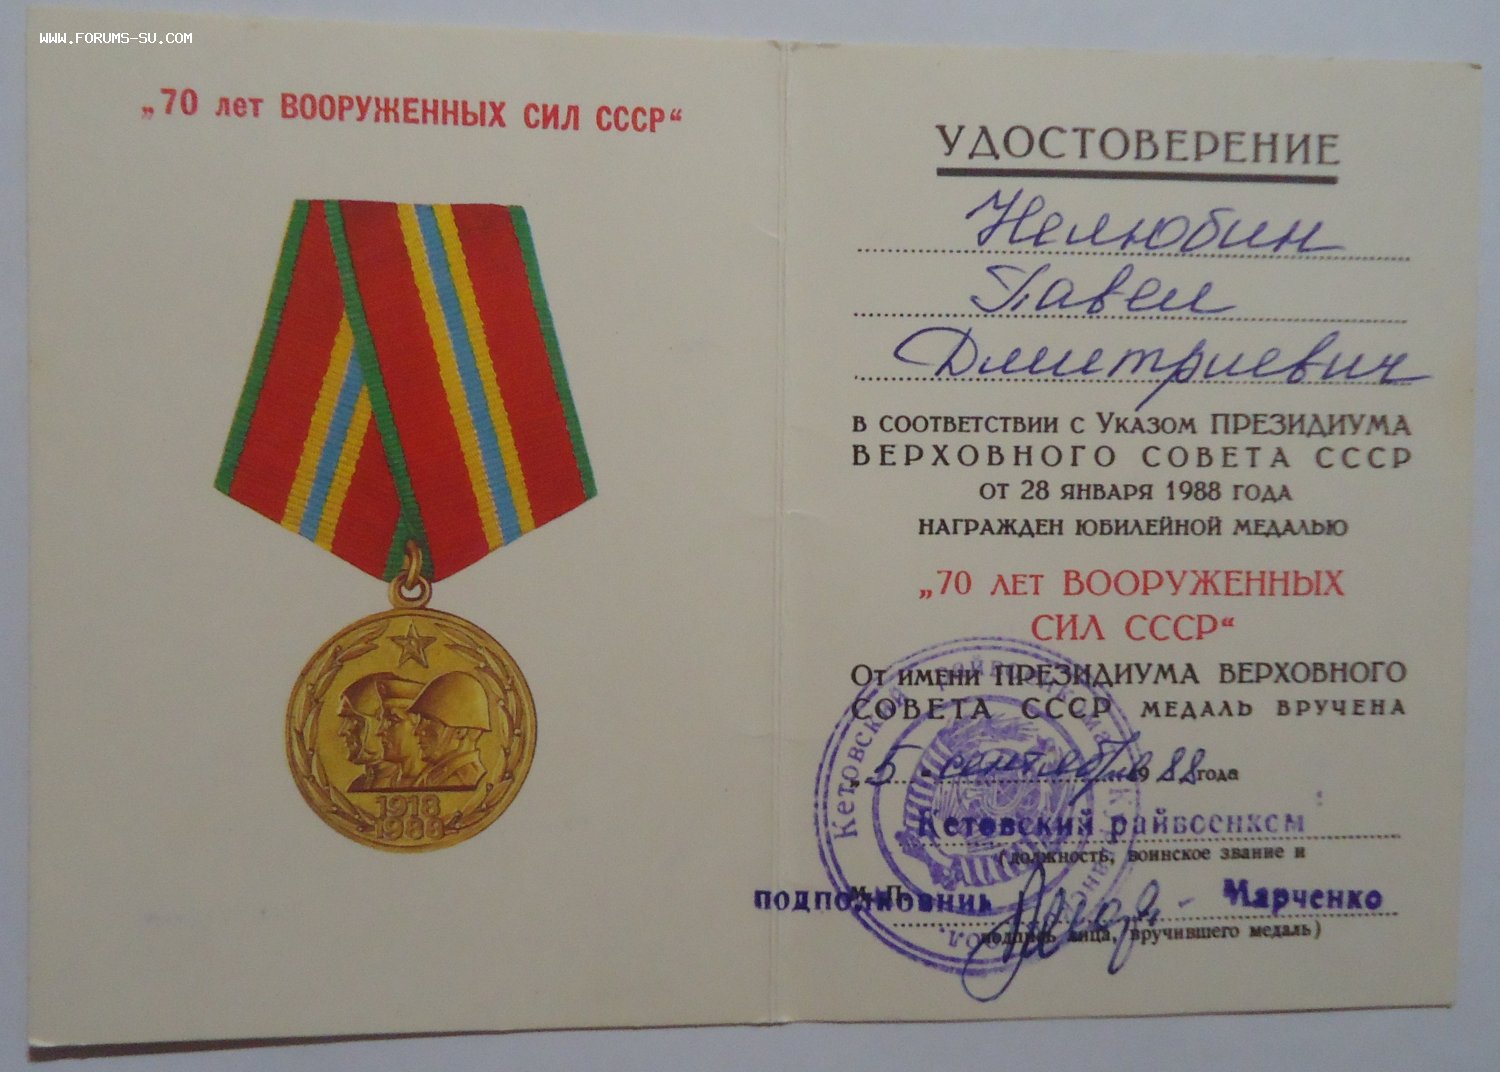 WWW.FORUMS-SU.COM
„70 лет ВООРУЖЕННЫХ СИЛ СССР“
1918
1988
УДОСТОВЕРЕНИЕ
Нелюбин
Павел
Дмитриевич
В СООТВЕТСТВИИ С УКАЗОМ ПРЕЗИДИУМА
ВЕРХОВНОГО СОВЕТА СССР
ОТ 28 ЯНВАРЯ 1988 ГОДА
НАГРАЖДЕН ЮБИЛЕЙНОЙ МЕДАЛЬЮ
„70 ЛЕТ ВООРУЖЕННЫХ
СИЛ СССР“
ОТ ИМЕНИ ПРЕЗИДИУМА ВЕРХОВНОГО
СОВЕТА СССР МЕДАЛЬ ВРУЧЕНА
„5“ сентября 1988 года
Кетовский райвоенком
(должность, воинское звание и
М. П.
подполковник Марченко
подпись лица, вручившего медаль)
Кетовский